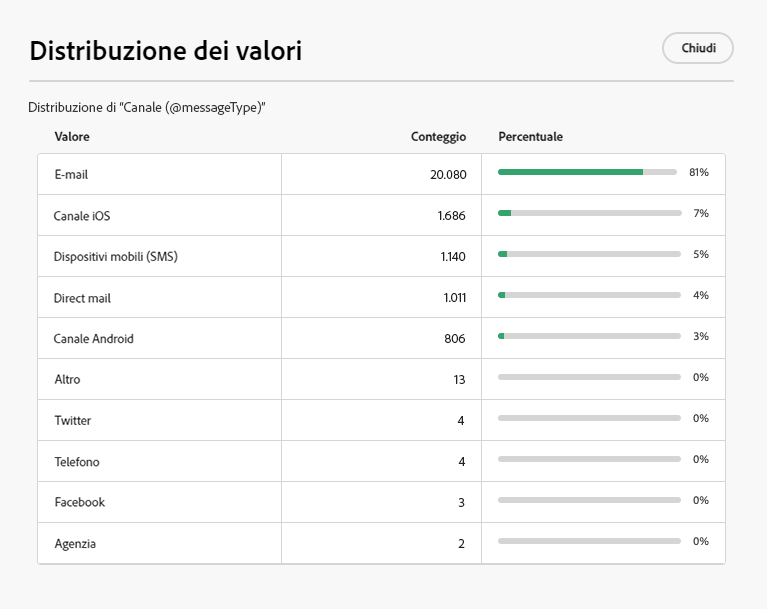 Distribuzione dei valori
Chiudi
Distribuzione di "Canale (@messageType)"
Valore Conteggio Percentuale
E-mail 20.080 81%
Canale iOS 1.686 7%
Dispositivi mobili (SMS) 1.140 5%
Direct mail 1.011 4%
Canale Android 806 3%
Altro 13 0%
Twitter 4 0%
Telefono 4 0%
Facebook 3 0%
Agenzia 2 0%